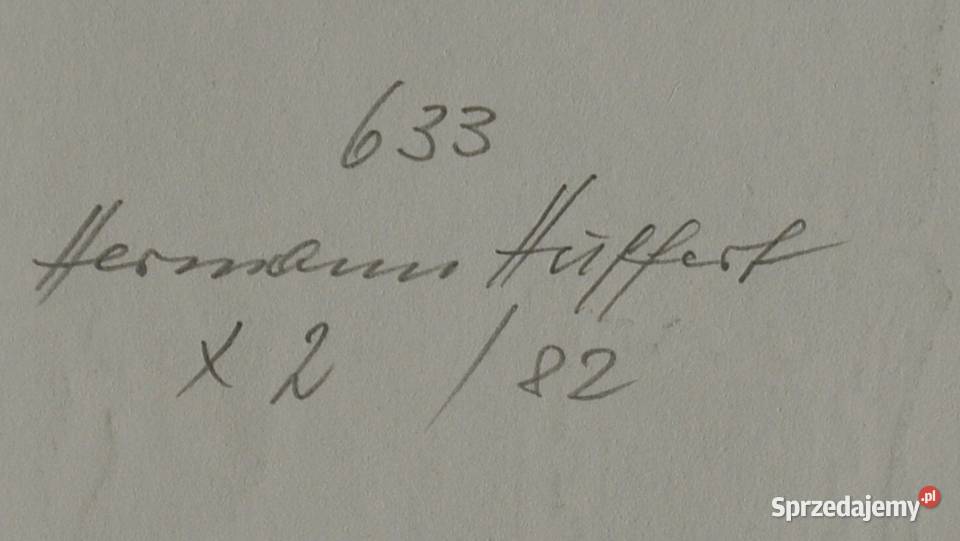 633
Hermann Hüffert
x 2 / 82
Sprzedajemy.pl